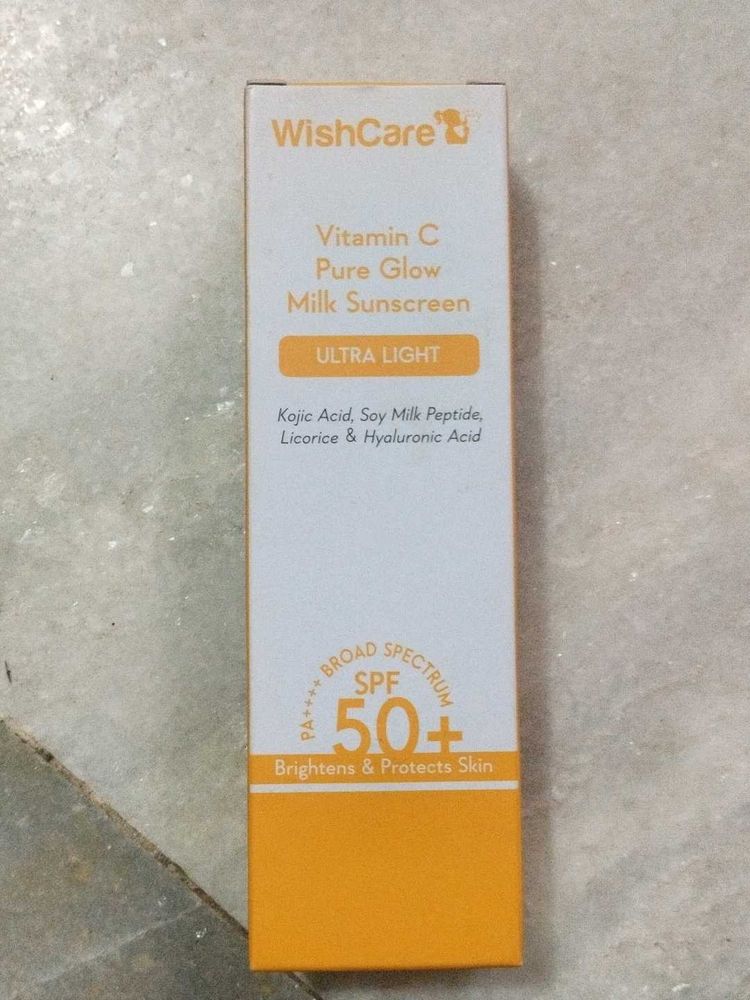 WishCare
Vitamin C
Pure Glow
Milk Sunscreen
ULTRA LIGHT
Kojic Acid, Soy Milk Peptide,
Licorice & Hyaluronic Acid
PA++++ BROAD SPECTRUM
SPF
50+
Brightens & Protects Skin